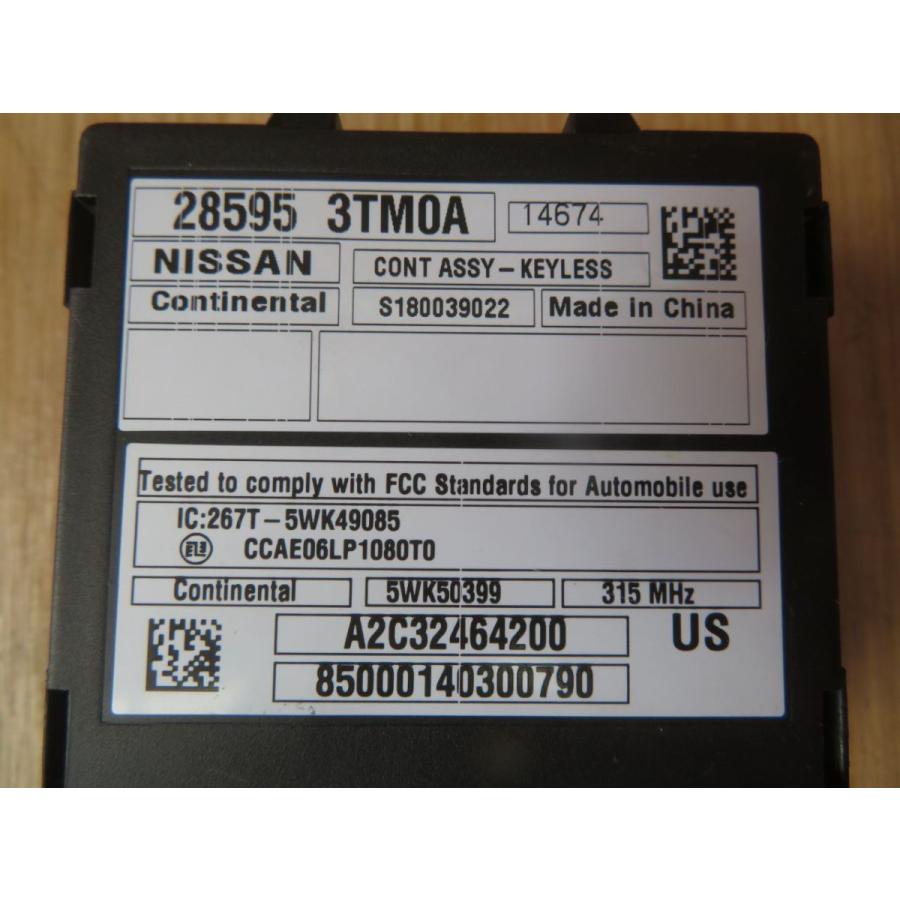 28595 3TM0A 14674
NISSAN CONT ASSY-KEYLESS
Continental S180039022 Made in China
Tested to comply with FCC Standards for Automobile use
IC:267T-5WK49085
CCAE06LP1080T0
Continental 5WK50399 315 MHz
A2C32464200 US
85000140300790